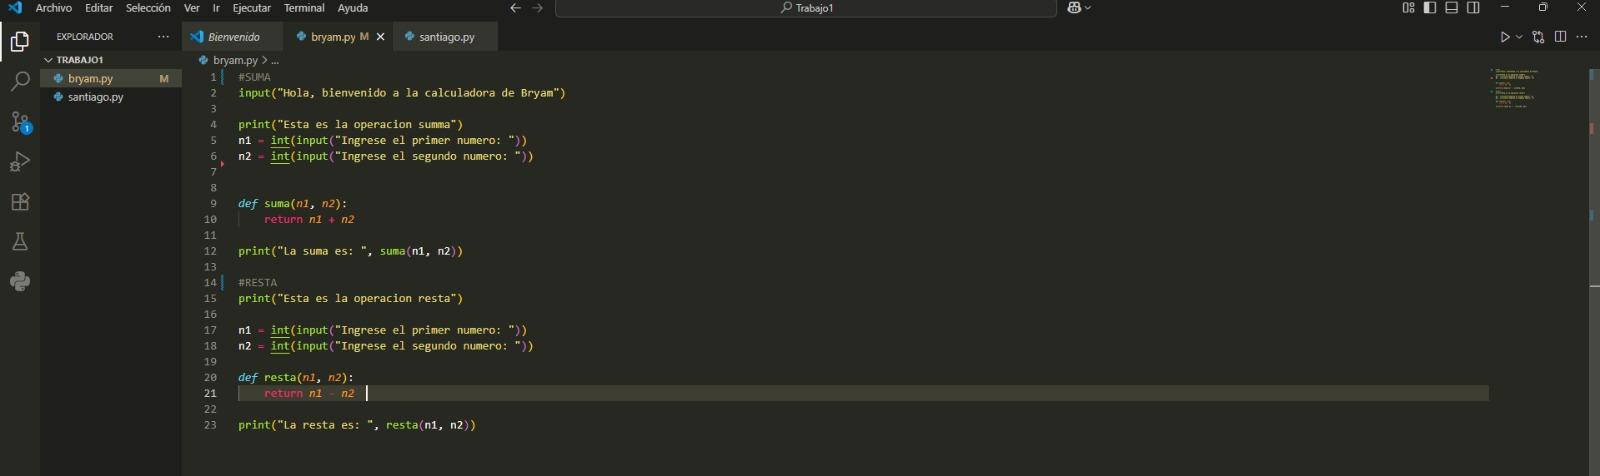 Archivo Editar Selección Ver Ir Ejecutar Terminal Ayuda
Trabajo1
EXPLORADOR ...
TRABAJO1
bryam.py M
santiago.py
1
Bienvenido
bryam.py M
santiago.py
bryam.py > ...
1 #SUMA
2 input("Hola, bienvenido a la calculadora de Bryam")
3
4 print("Esta es la operacion summa")
5 n1 = int(input("Ingrese el primer numero: "))
6 n2 = int(input("Ingrese el segundo numero: "))
7
8
9 def suma(n1, n2):
10 return n1 + n2
11
12 print("La suma es: ", suma(n1, n2))
13
14 #RESTA
15 print("Esta es la operacion resta")
16
17 n1 = int(input("Ingrese el primer numero: "))
18 n2 = int(input("Ingrese el segundo numero: "))
19
20 def resta(n1, n2):
21 return n1 - n2
22
23 print("La resta es: ", resta(n1, n2))